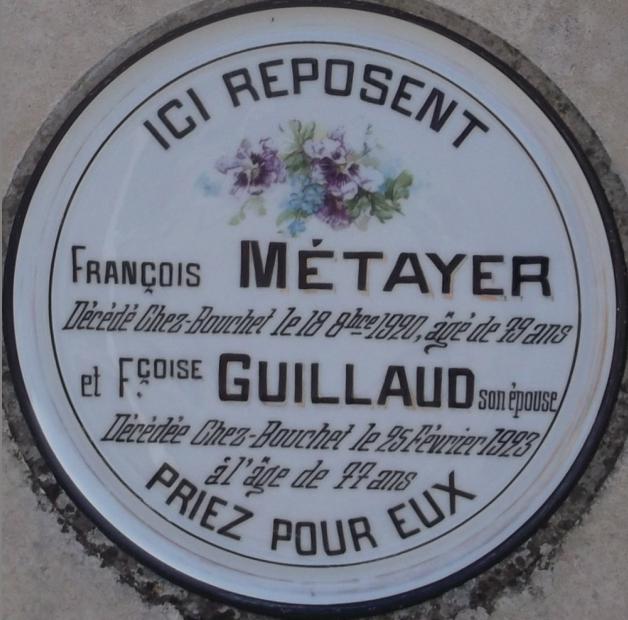 ICI REPOSENT
FRANÇOIS MÉTAYER
Décédé Chez-Bouchet le 18 8bre 1920, âgé de 79 ans
et Fçoise GUILLAUD son épouse
Décédée Chez-Bouchet le 25 Février 1923
à l'âge de 77 ans
PRIEZ POUR EUX